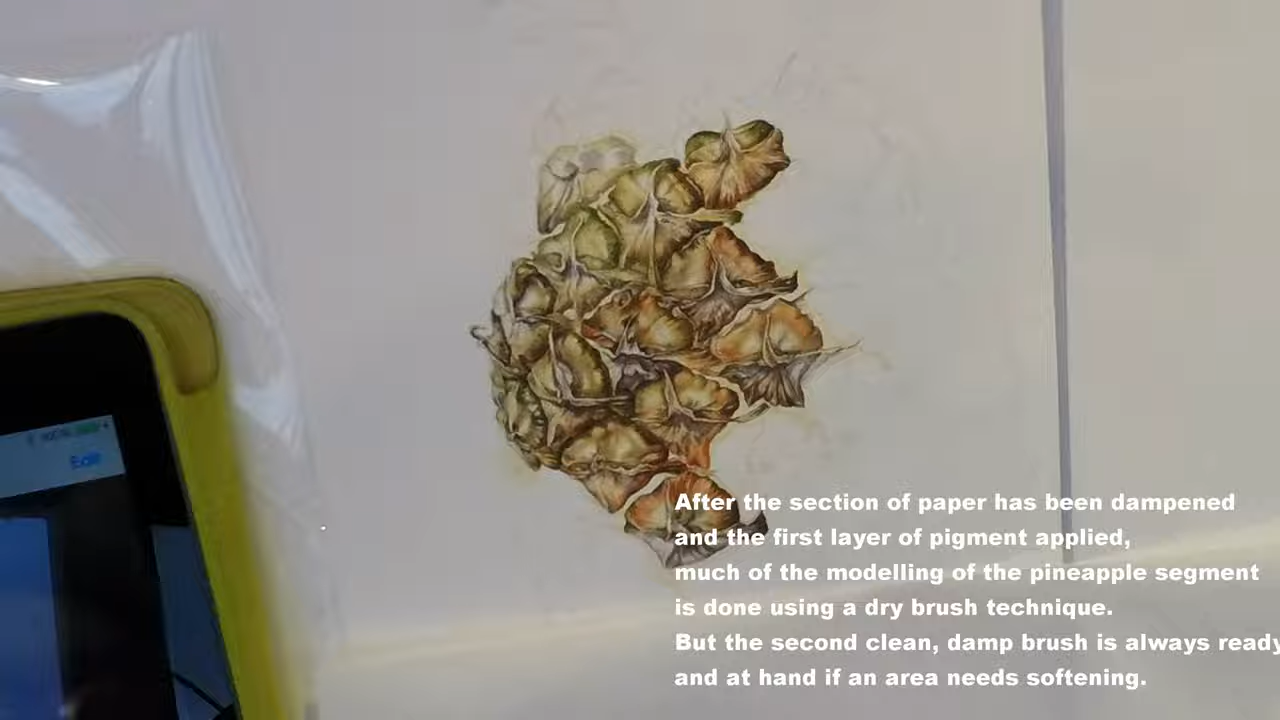 Edit
After the section of paper has been dampened
and the first layer of pigment applied,
much of the modelling of the pineapple segment
is done using a dry brush technique.
But the second clean, damp brush is always ready
and at hand if an area needs softening.